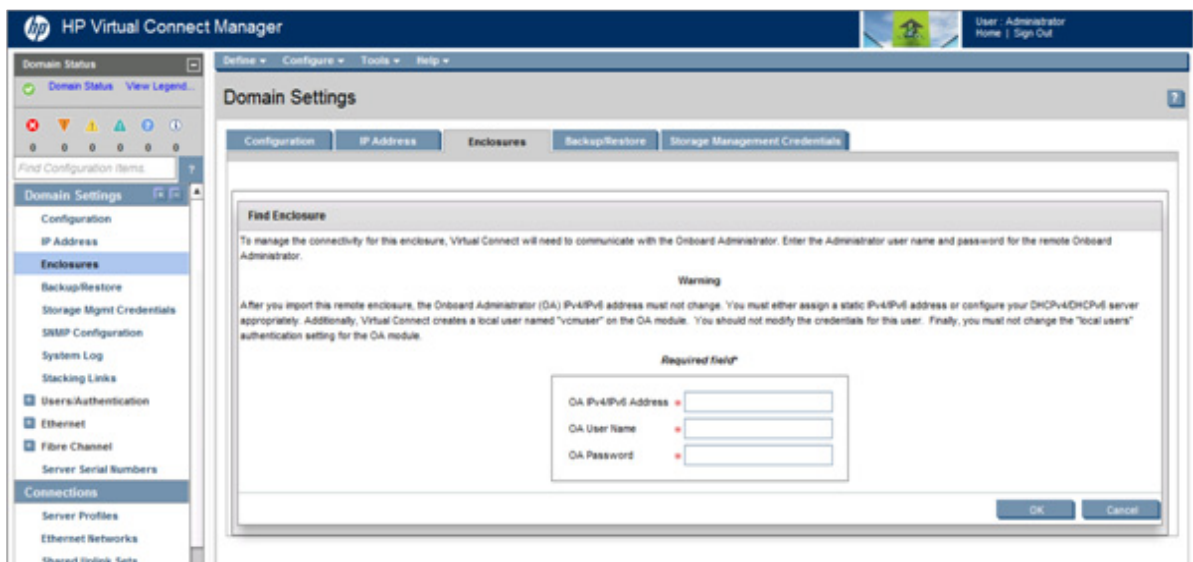 hp HP Virtual Connect Manager
User : Administrator
Home | Sign Out
Domain Status
Domain Status View Legend...
0 0 0 0 0 0
Find Configuration Items
?
Domain Settings
Configuration
IP Address
Enclosures
Backup/Restore
Storage Mgmt Credentials
SNMP Configuration
System Log
Stacking Links
Users/Authentication
Ethernet
Fibre Channel
Server Serial Numbers
Connections
Server Profiles
Ethernet Networks
Shared Uplink Sets
Define Configure Tools Help
Domain Settings
?
Configuration IP Address Enclosures Backup/Restore Storage Management Credentials
Find Enclosure
To manage the connectivity for this enclosure, Virtual Connect will need to communicate with the Onboard Administrator. Enter the Administrator user name and password for the remote Onboard
Administrator.
Warning
After you import this remote enclosure, the Onboard Administrator (OA) IPv4/IPv6 address must not change. You must either assign a static IPv4/IPv6 address or configure your DHCPv4/DHCPv6 server
appropriately. Additionally, Virtual Connect creates a local user named "vcmuser" on the OA module. You should not modify the credentials for this user. Finally, you must not change the "local users"
authentication setting for the OA module.
Required field*
OA IPv4/IPv6 Address *
OA User Name *
OA Password *
OK Cancel